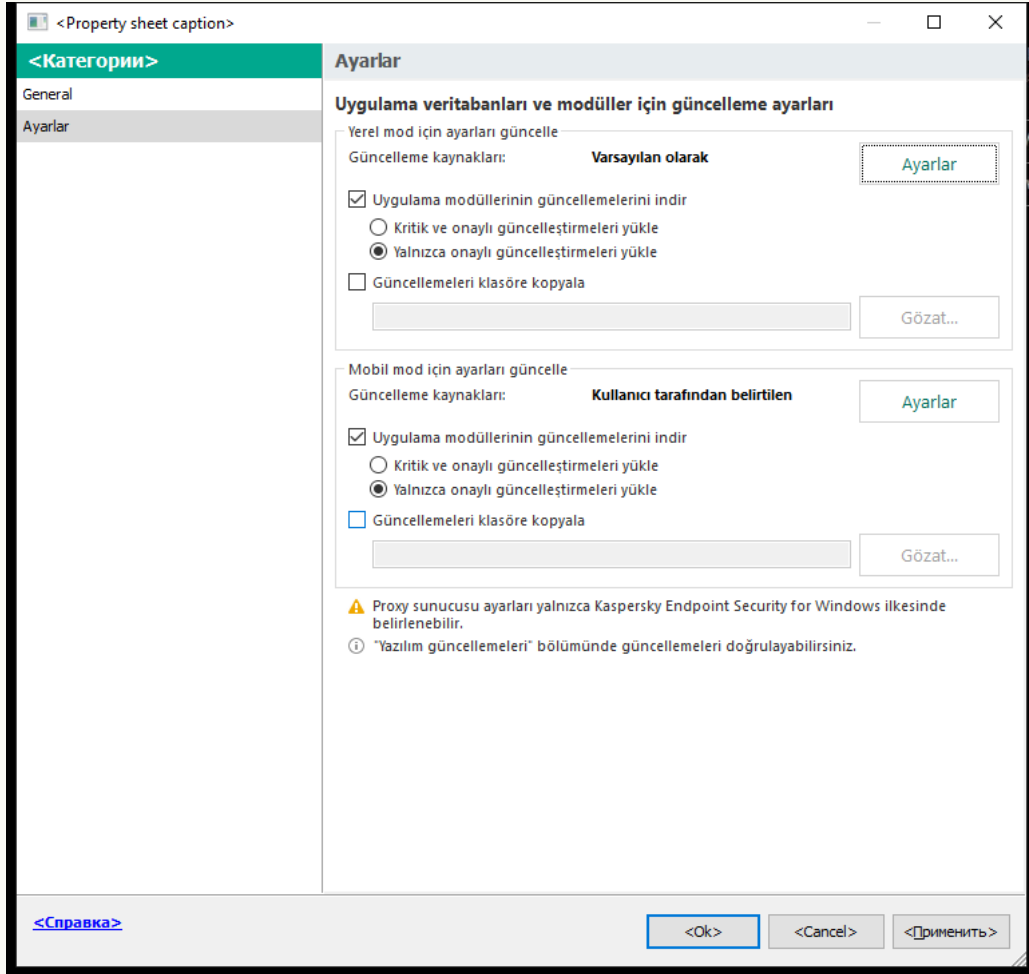 <Property sheet caption>
<Категории>
General
Ayarlar
Ayarlar
Uygulama veritabanları ve modüller için güncelleme ayarları
Yerel mod için ayarları güncelle
Güncelleme kaynakları: Varsayılan olarak
Ayarlar
Uygulama modüllerinin güncellemelerini indir
Kritik ve onaylı güncelleştirmeleri yükle
Yalnızca onaylı güncelleştirmeleri yükle
Güncellemeleri klasöre kopyala
Gözat...
Mobil mod için ayarları güncelle
Güncelleme kaynakları: Kullanıcı tarafından belirtilen
Ayarlar
Uygulama modüllerinin güncellemelerini indir
Kritik ve onaylı güncelleştirmeleri yükle
Yalnızca onaylı güncelleştirmeleri yükle
Güncellemeleri klasöre kopyala
Gözat...
Proxy sunucusu ayarları yalnızca Kaspersky Endpoint Security for Windows ilkesinde
belirlenebilir.
"Yazılım güncellemeleri" bölümünde güncellemeleri doğrulayabilirsiniz.
<Справка>
<Ok>
<Cancel>
<Применить>